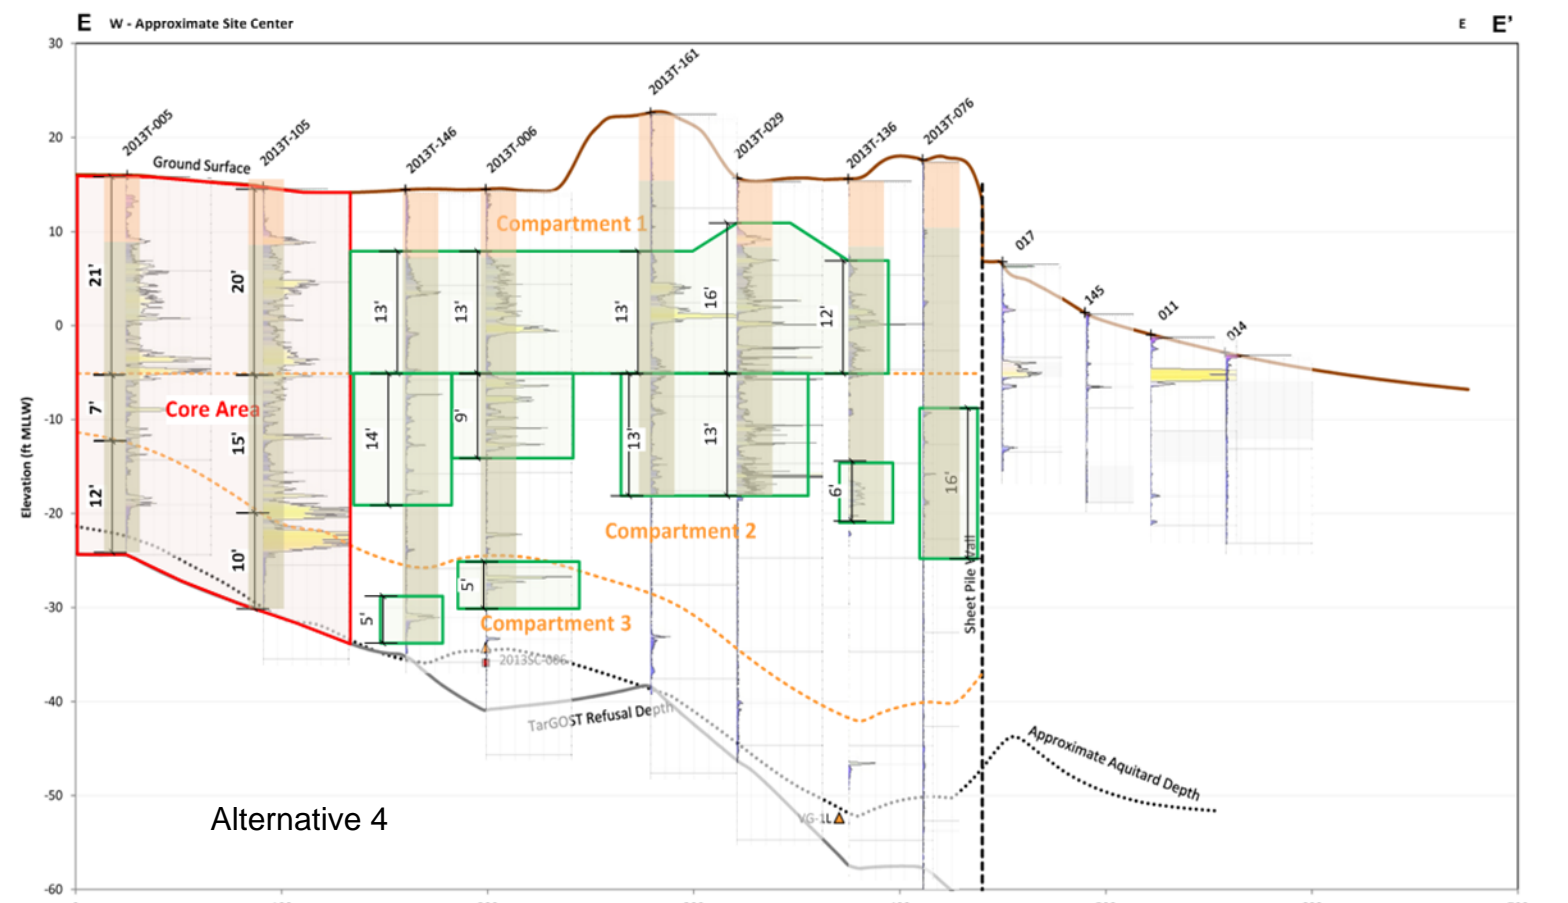 E W - Approximate Site Center E E’
30
20
10
0
-10
-20
-30
-40
-50
-60
Elevation (ft MLLW)
2013T-005
2013T-105
2013T-146
2013T-006
2013T-161
2013T-029
2013T-136
2013T-076
017
145
011
014
Ground Surface
Compartment 1
21'
20'
13'
13'
13'
16'
12'
Core Area
7'
15'
14'
9'
13'
13'
6'
16'
12'
10'
Compartment 2
5'
5'
Compartment 3
Sheet Pile Wall
2013SC-006
TarGOST Refusal Depth
Approximate Aquitard Depth
VG-1L
Alternative 4